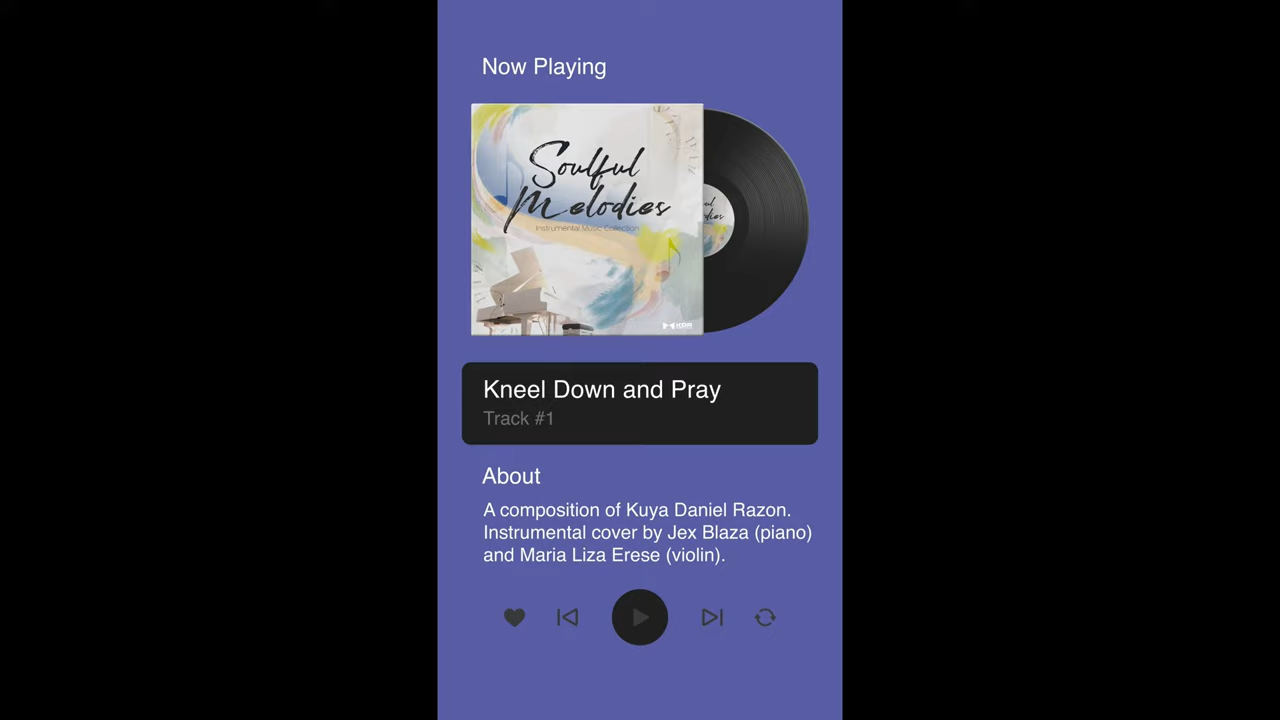 Now Playing
Soulful
Melodies
Instrumental Music Collection
KDR
Kneel Down and Pray
Track #1
About
A composition of Kuya Daniel Razon.
Instrumental cover by Jex Blaza (piano)
and Maria Liza Erese (violin).